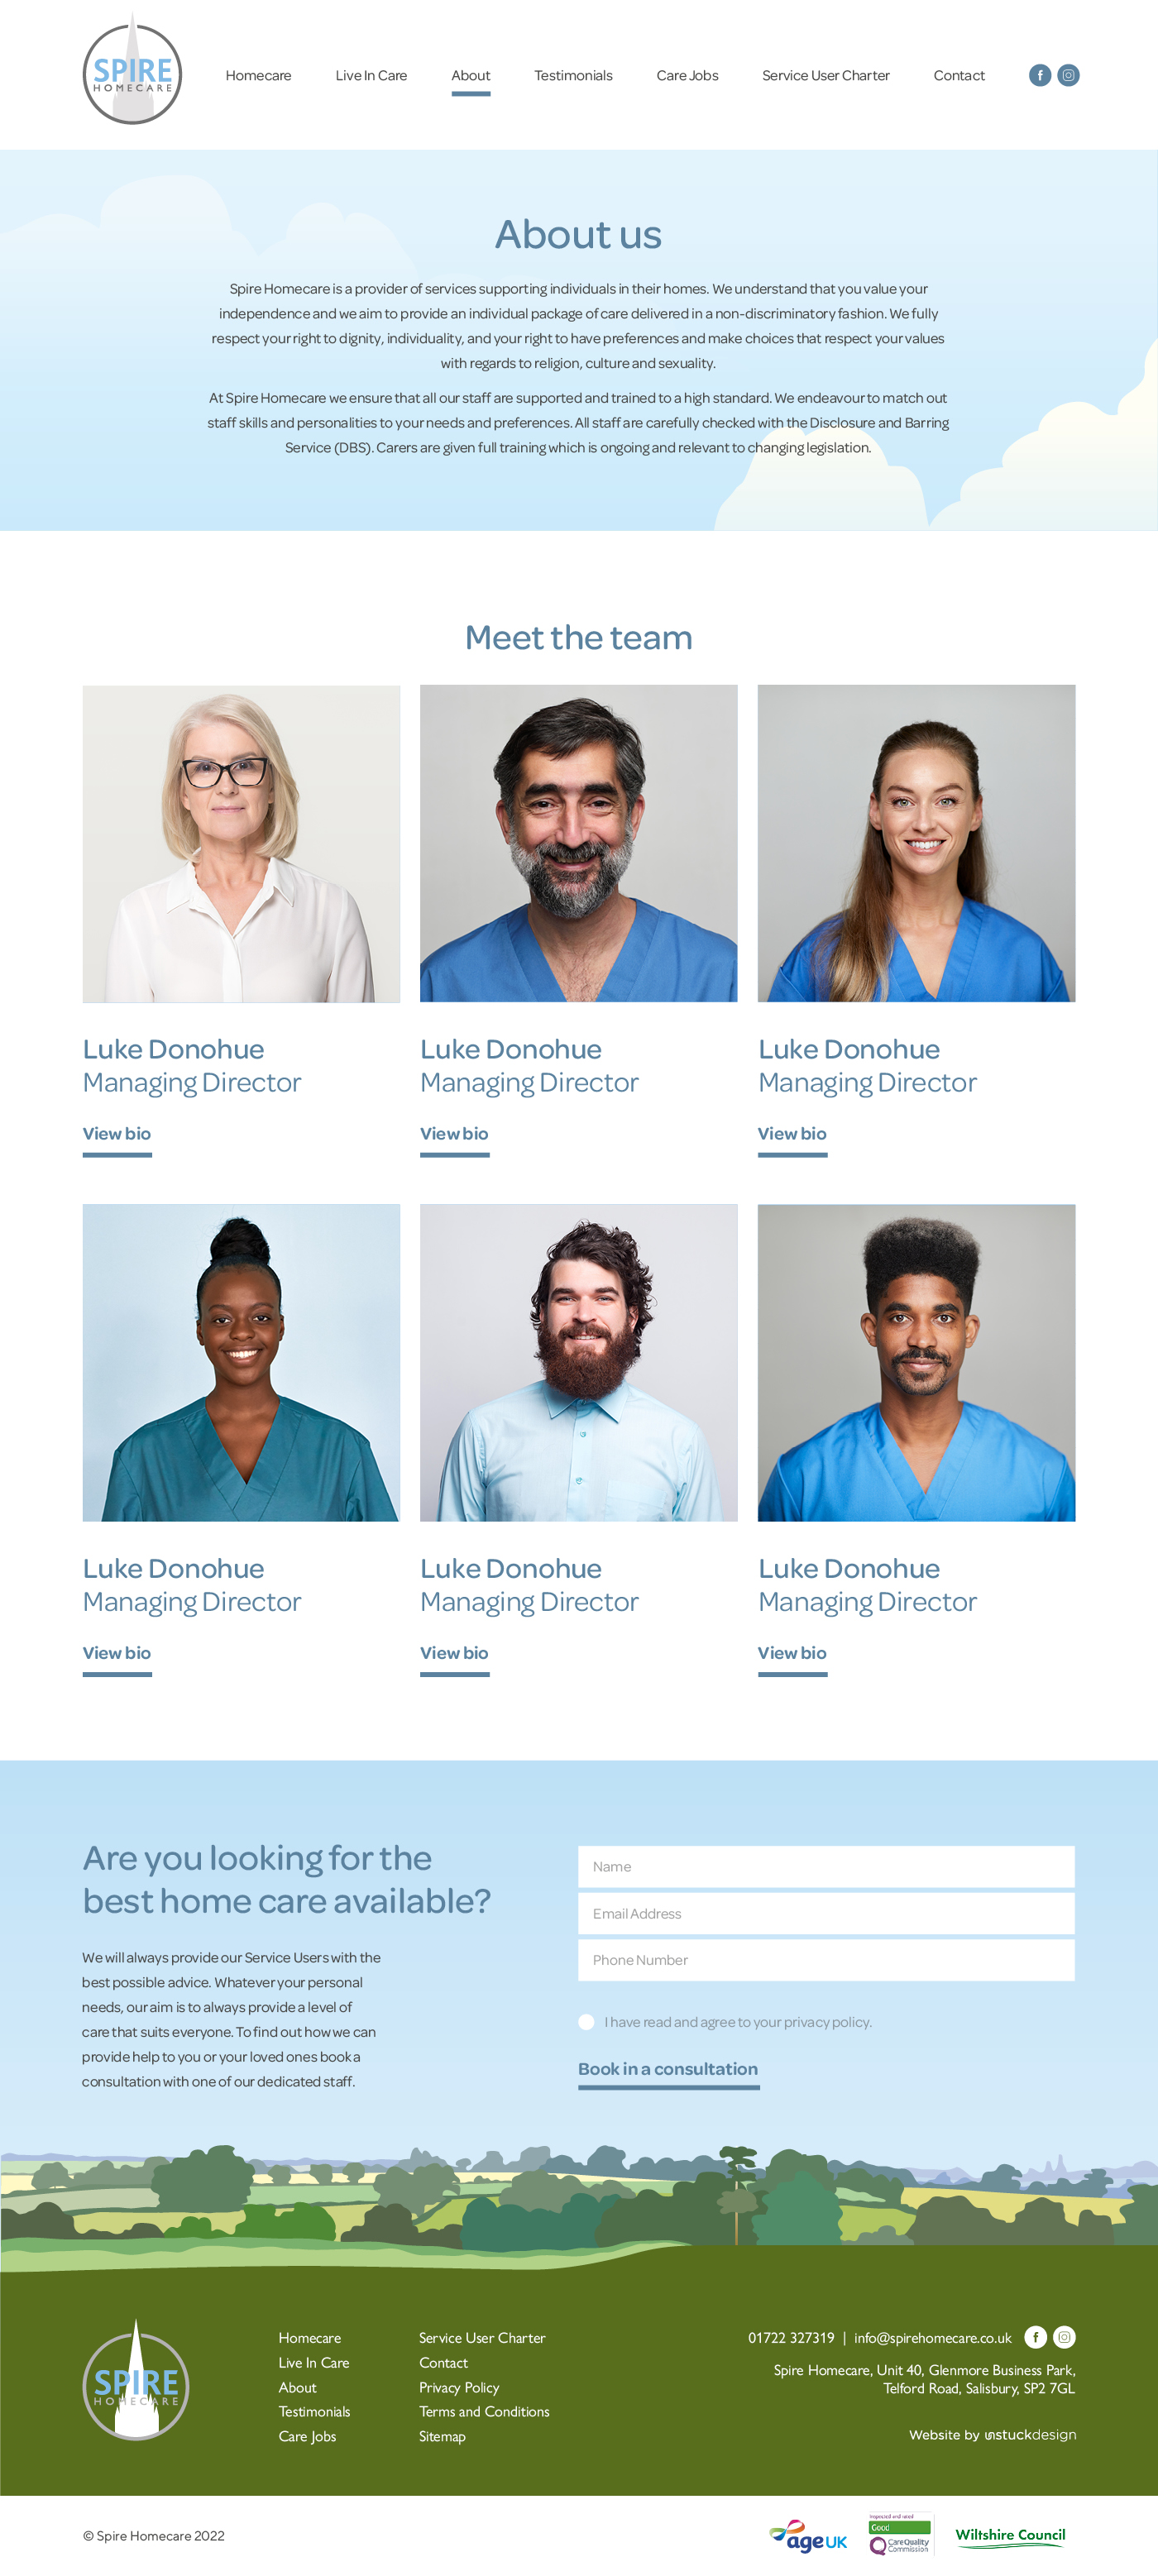 SPIRE
HOMECARE
Homecare
Live In Care
About
Testimonials
Care Jobs
Service User Charter
Contact
About us
Spire Homecare is a provider of services supporting individuals in their homes. We understand that you value your
independence and we aim to provide an individual package of care delivered in a non-discriminatory fashion. We fully
respect your right to dignity, individuality, and your right to have preferences and make choices that respect your values
with regards to religion, culture and sexuality.
At Spire Homecare we ensure that all our staff are supported and trained to a high standard. We endeavour to match out
staff skills and personalities to your needs and preferences. All staff are carefully checked with the Disclosure and Barring
Service (DBS). Carers are given full training which is ongoing and relevant to changing legislation.
Meet the team
Luke Donohue
Managing Director
View bio
Luke Donohue
Managing Director
View bio
Luke Donohue
Managing Director
View bio
Luke Donohue
Managing Director
View bio
Luke Donohue
Managing Director
View bio
Luke Donohue
Managing Director
View bio
Are you looking for the
best home care available?
We will always provide our Service Users with the
best possible advice. Whatever your personal
needs, our aim is to always provide a level of
care that suits everyone. To find out how we can
provide help to you or your loved ones book a
consultation with one of our dedicated staff.
Name
Email Address
Phone Number
I have read and agree to your privacy policy.
Book in a consultation
SPIRE
HOMECARE
Homecare
Live In Care
About
Testimonials
Care Jobs
Service User Charter
Contact
Privacy Policy
Terms and Conditions
Sitemap
01722 327319 | info@spirehomecare.co.uk
Spire Homecare, Unit 40, Glenmore Business Park,
Telford Road, Salisbury, SP2 7GL
Website by unstuckdesign
© Spire Homecare 2022
age UK
Inspected and rated
Good
CareQuality
Commission
Wiltshire Council